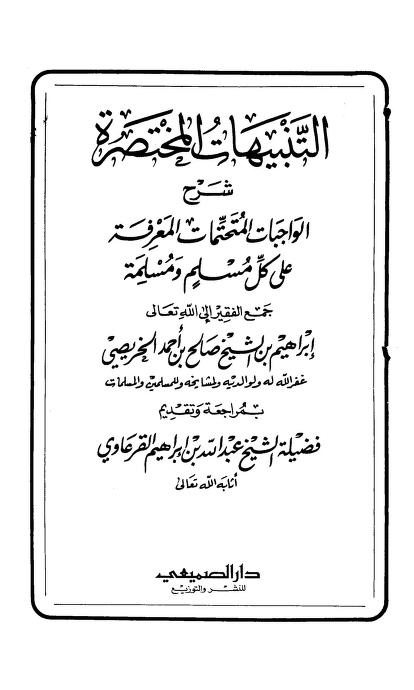 التنبيهات المختصرة
شرح
الواجبات المتحتمات المعرفة
على كل مسلم ومسلمة
جمع الفقير إلى الله تعالى
إبراهيم بن الشيخ صالح بن أحمد الخريصي
غفر الله له ولوالديه ولمشايخه وللمسلمين والمسلمات
بمراجعة وتقديم
فضيلة الشيخ عبد الله بن إبراهيم القرعاوي
أثابه الله تعالى
دار الصميعي
للنشر والتوزيع